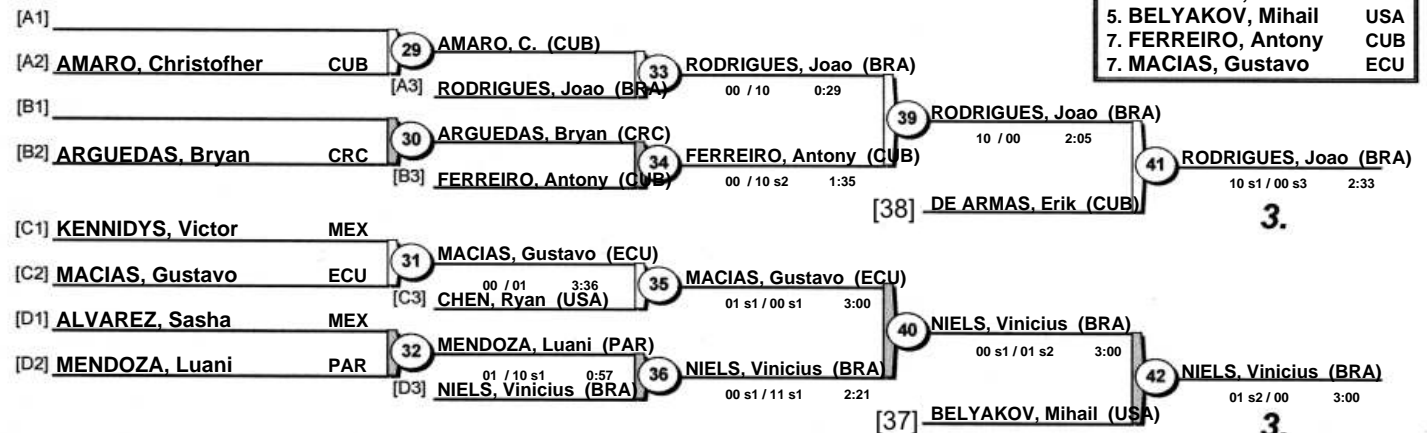 5. BELYAKOV, Mihail USA
7. FERREIRO, Antony CUB
7. MACIAS, Gustavo ECU
[A1]
[A2] AMARO, Christofher CUB
29
AMARO, C. (CUB)
[A3] RODRIGUES, Joao (BRA)
33
RODRIGUES, Joao (BRA)
00 / 10 0:29
[B1]
[B2] ARGUEDAS, Bryan CRC
30
ARGUEDAS, Bryan (CRC)
[B3] FERREIRO, Antony (CUB)
34
FERREIRO, Antony (CUB)
00 / 10 s2 1:35
39
RODRIGUES, Joao (BRA)
10 / 00 2:05
[38] DE ARMAS, Erik (CUB)
41
RODRIGUES, Joao (BRA)
10 s1 / 00 s3 2:33
3.
[C1] KENNIDYS, Victor MEX
[C2] MACIAS, Gustavo ECU
31
MACIAS, Gustavo (ECU)
00 / 01 3:36
[C3] CHEN, Ryan (USA)
35
MACIAS, Gustavo (ECU)
01 s1 / 00 s1 3:00
[D1] ALVAREZ, Sasha MEX
[D2] MENDOZA, Luani PAR
32
MENDOZA, Luani (PAR)
01 / 10 s1 0:57
[D3] NIELS, Vinicius (BRA)
36
NIELS, Vinicius (BRA)
00 s1 / 11 s1 2:21
40
NIELS, Vinicius (BRA)
00 s1 / 01 s2 3:00
[37] BELYAKOV, Mihail (USA)
42
NIELS, Vinicius (BRA)
01 s2 / 00 3:00
3.